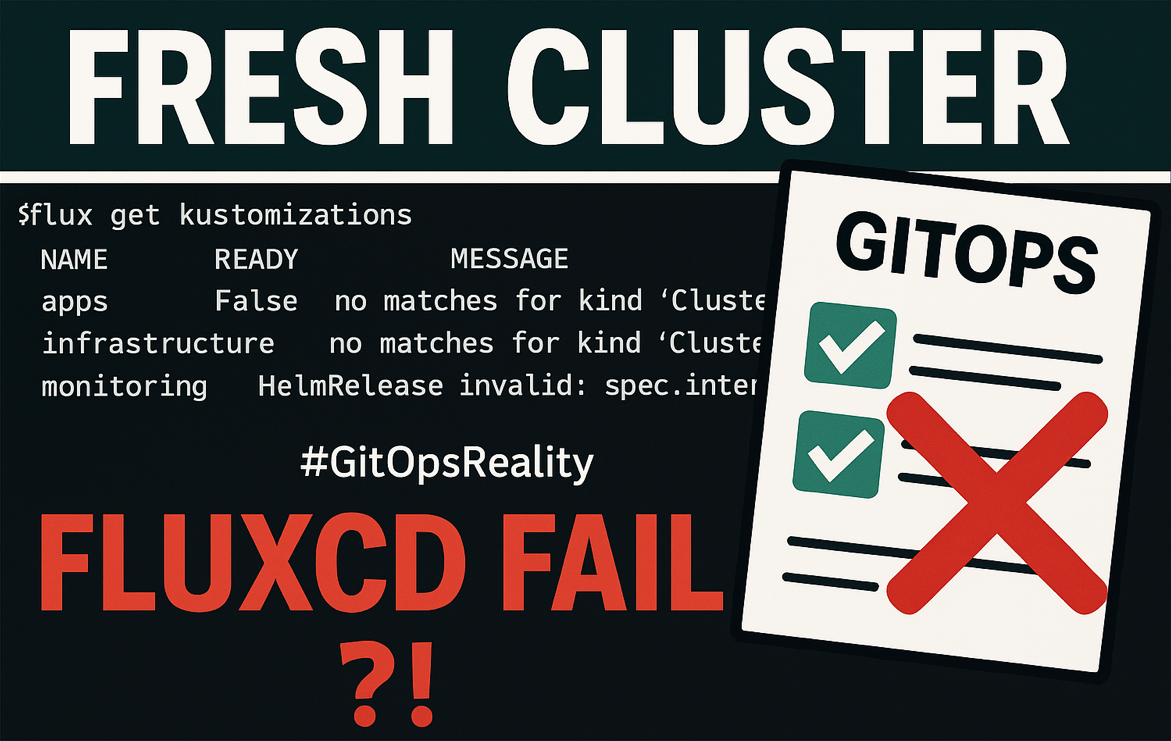 FRESH CLUSTER
$flux get kustomizations
NAME READY MESSAGE
apps False no matches for kind ‘Cluste
infrastructure no matches for kind ‘Cluste
monitoring HelmRelease invalid: spec.inter
#GitOpsReality
FLUXCD FAIL
?!
GITOPS